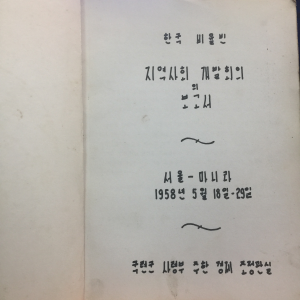 한국 비율빈
지역사회 개발회의
의
보고서
서울-마니라
1958년 5월 18일-29일
국련군 사령부 주한 경제 조정관실